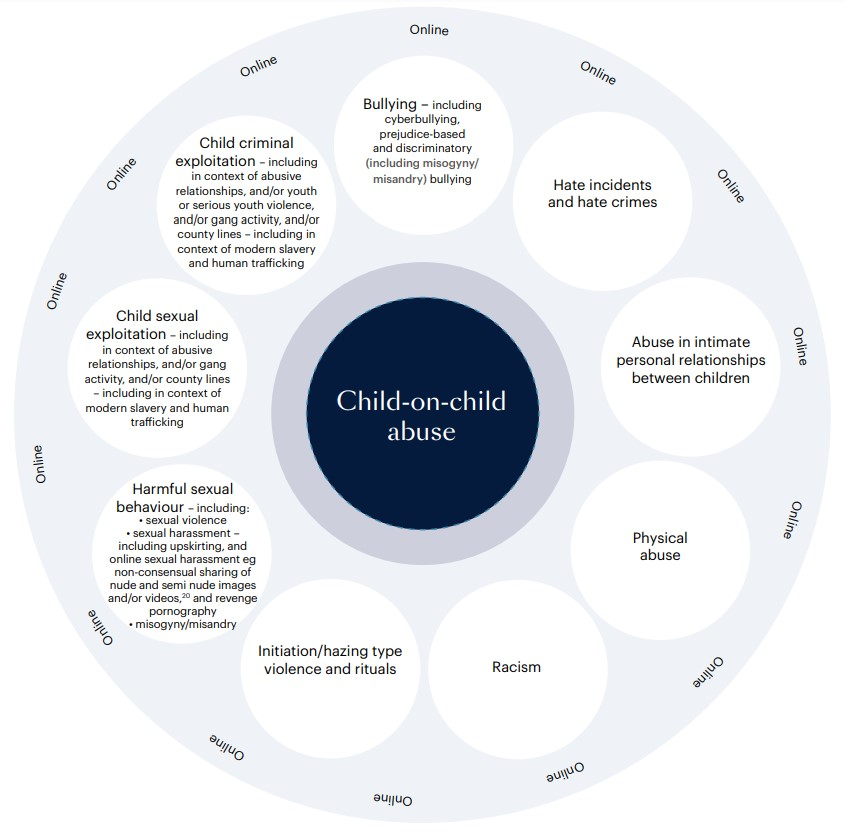 Online
Online
Online
Online
Online
Online
Online
Online
Online
Online
Online
Online
Online
Online
Bullying – including
cyberbullying,
prejudice-based
and discriminatory
(including misogyny/
misandry) bullying
Hate incidents
and hate crimes
Abuse in intimate
personal relationships
between children
Physical
abuse
Racism
Initiation/hazing type
violence and rituals
Harmful sexual
behaviour – including:
• sexual violence
• sexual harassment –
including upskirting, and
online sexual harassment eg
non-consensual sharing of
nude and semi nude images
and/or videos,²⁰ and revenge
pornography
• misogyny/misandry
Child sexual
exploitation – including
in context of abusive
relationships, and/or gang
activity, and/or county lines
– including in context of
modern slavery and human
trafficking
Child criminal
exploitation – including
in context of abusive
relationships, and/or youth
or serious youth violence,
and/or gang activity, and/or
county lines – including in
context of modern slavery
and human trafficking
Child-on-child
abuse